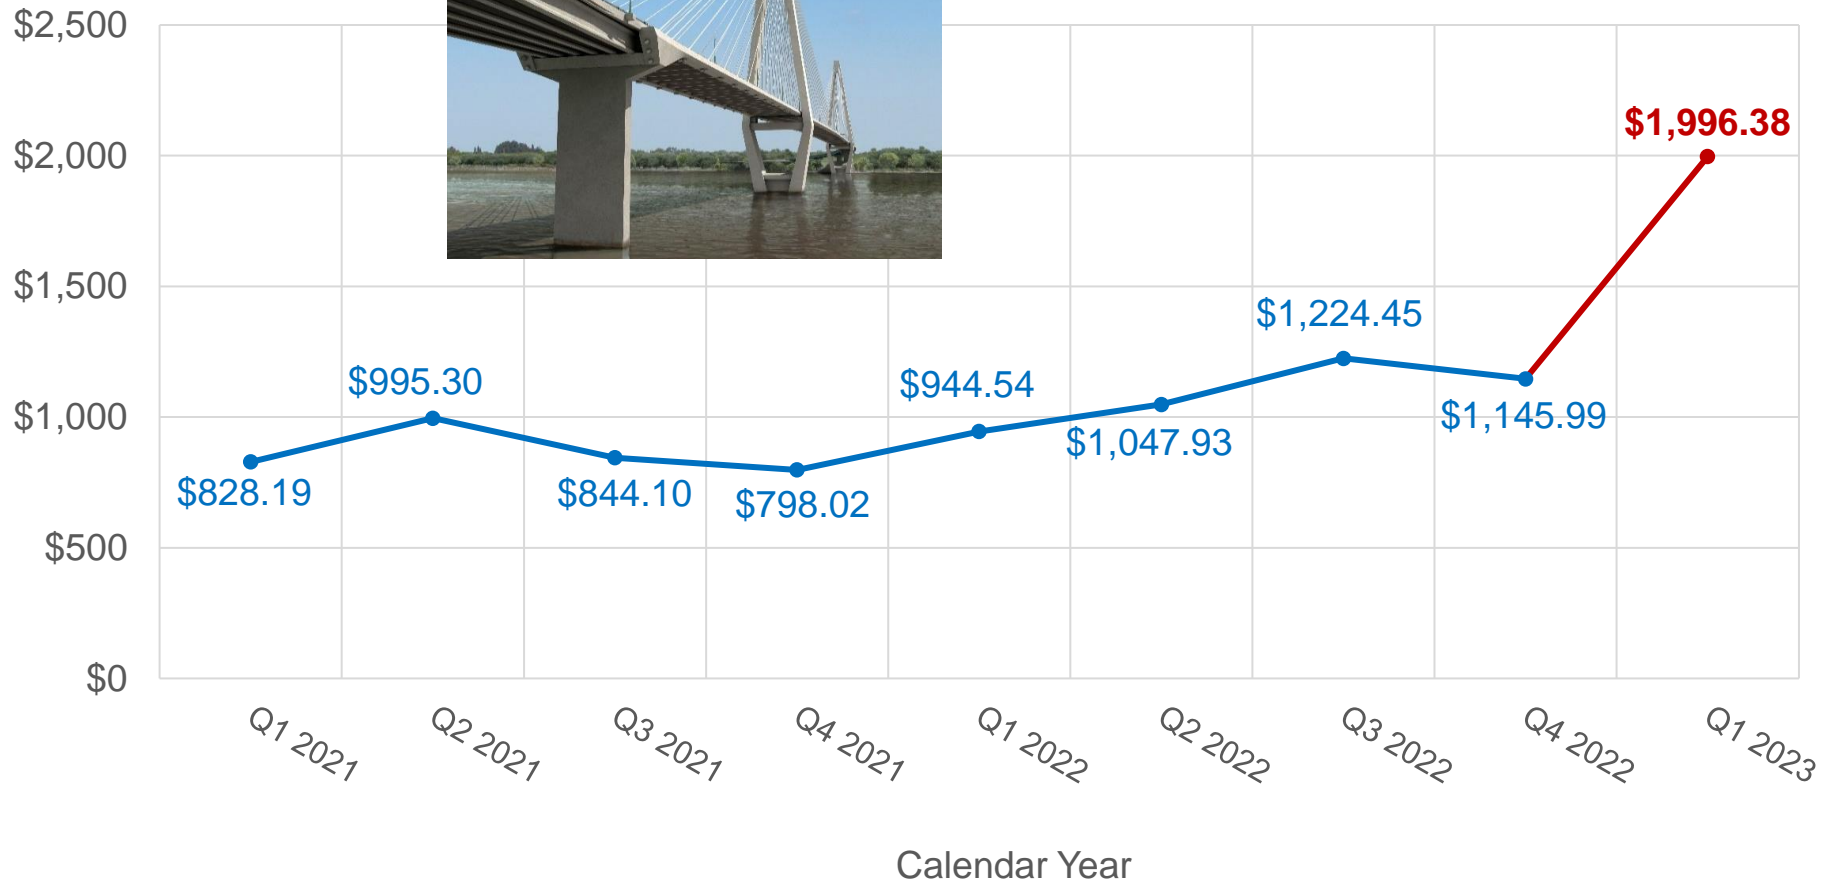 $2,500
$2,000
$1,500
$1,000
$500
$0
$828.19
$995.30
$844.10
$798.02
$944.54
$1,047.93
$1,224.45
$1,145.99
$1,996.38
Q1 2021
Q2 2021
Q3 2021
Q4 2021
Q1 2022
Q2 2022
Q3 2022
Q4 2022
Q1 2023
Calendar Year